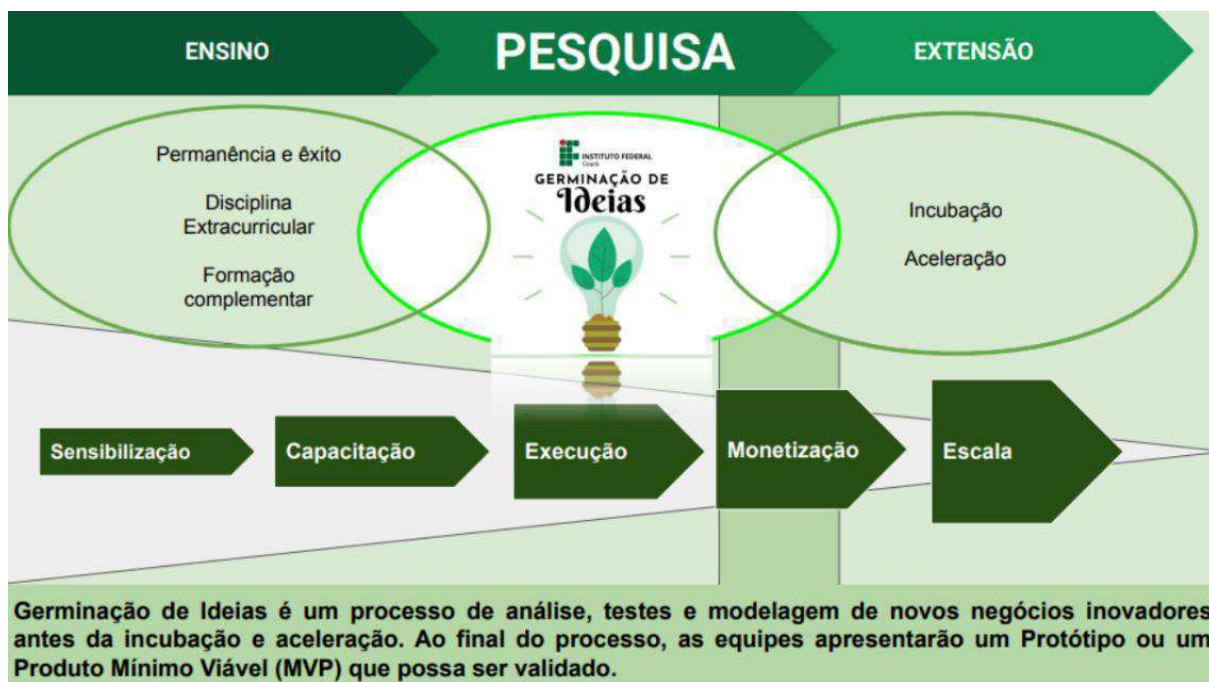 ENSINO
PESQUISA
EXTENSÃO
Permanência e êxito
Disciplina
Extracurricular
Formação
complementar
INSTITUTO FEDERAL
Ceará
GERMINAÇÃO DE
Ideias
Incubação
Aceleração
Sensibilização
Capacitação
Execução
Monetização
Escala
Germinação de Ideias é um processo de análise, testes e modelagem de novos negócios inovadores
antes da incubação e aceleração. Ao final do processo, as equipes apresentarão um Protótipo ou um
Produto Mínimo Viável (MVP) que possa ser validado.